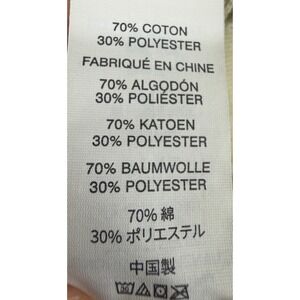 70% COTON
30% POLYESTER
FABRIQUÉ EN CHINE
70% ALGODÓN
30% POLIÉSTER
70% KATOEN
30% POLYESTER
70% BAUMWOLLE
30% POLYESTER
70% 綿
30% ポリエステル
中国製